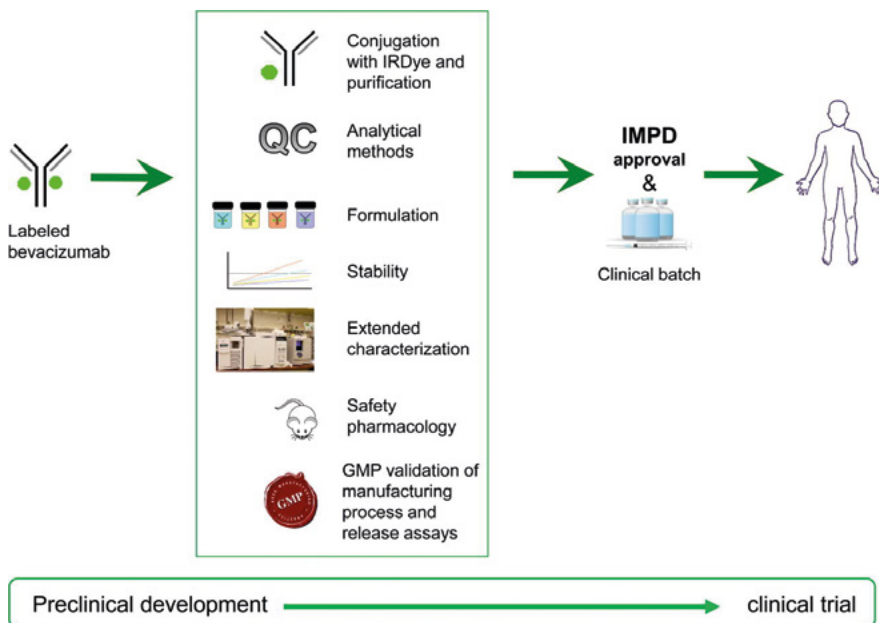 Labeled
bevacizumab
Conjugation
with IRDye and
purification
QC
Analytical
methods
Formulation
Stability
Extended
characterization
Safety
pharmacology
GMP
GMP validation of
manufacturing
process and
release assays
IMPD
approval
&
Clinical batch
Preclinical development
clinical trial